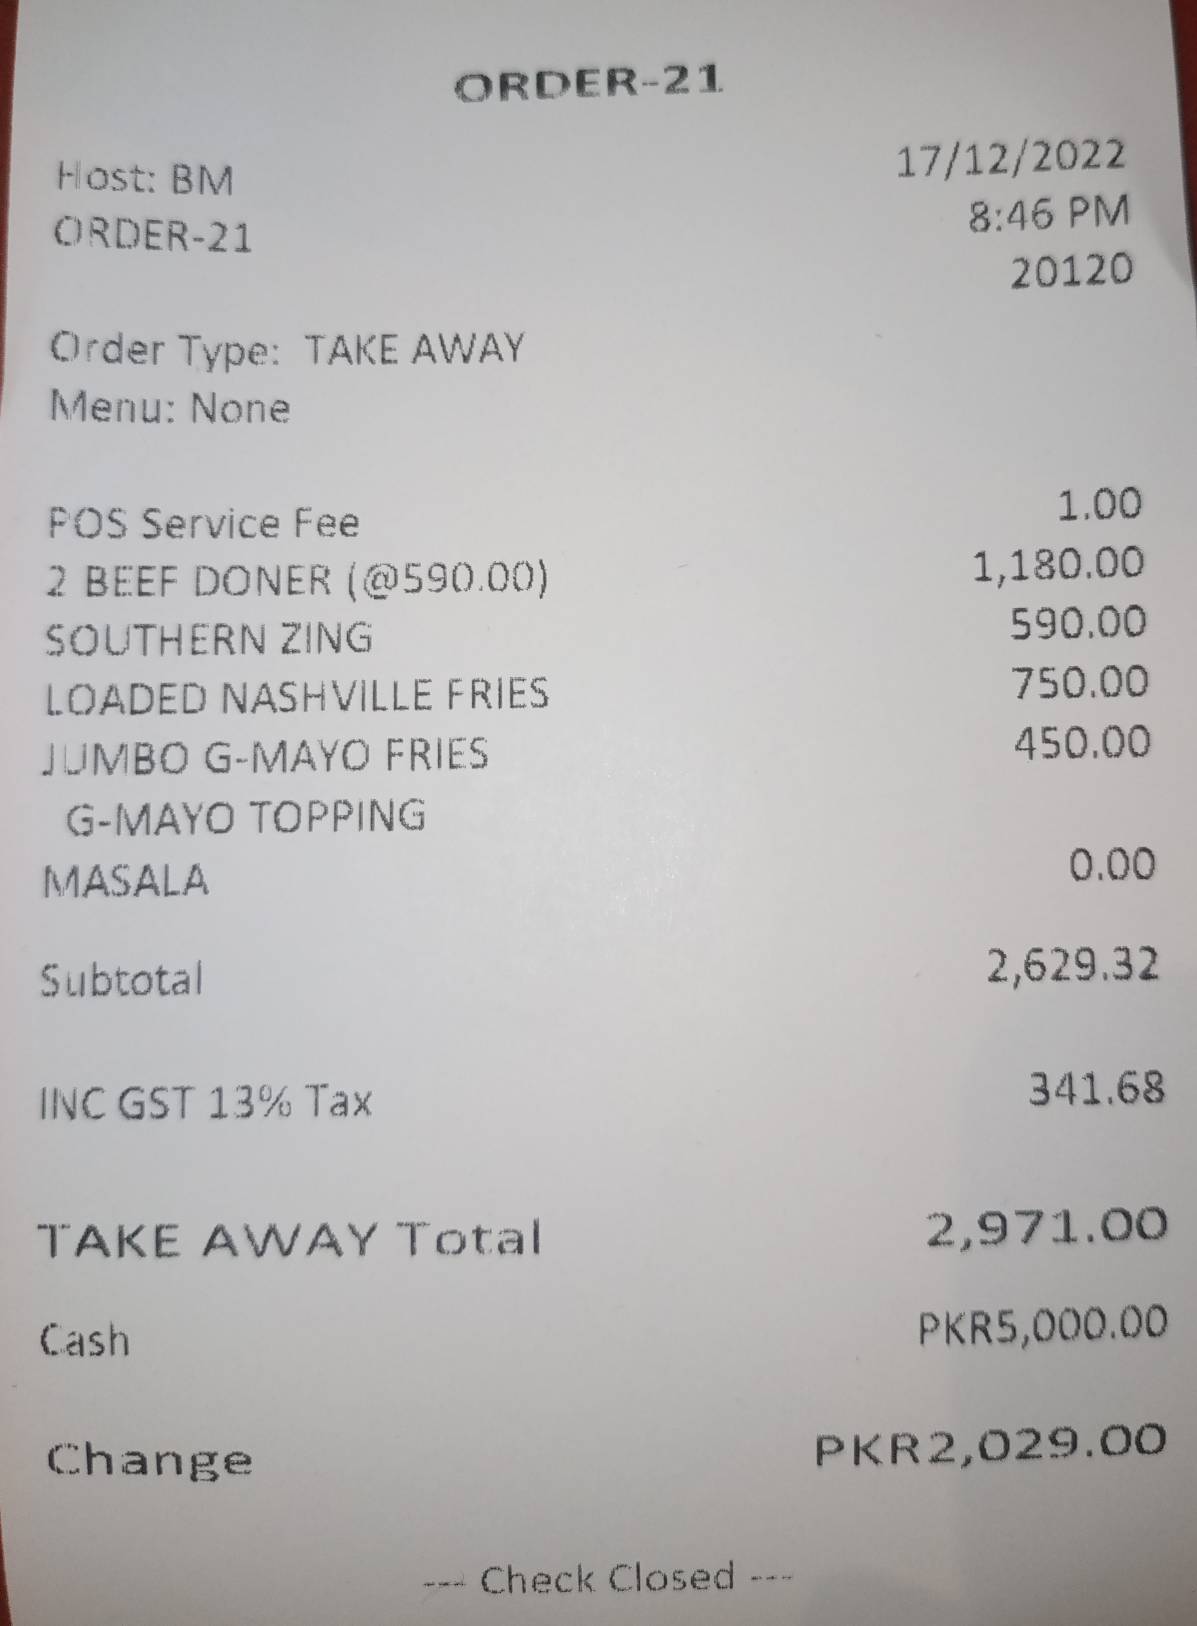 ORDER-21
Host: BM 17/12/2022
ORDER-21 8:46 PM
20120
Order Type: TAKE AWAY
Menu: None
POS Service Fee 1.00
2 BEEF DONER (@590.00) 1,180.00
SOUTHERN ZING 590.00
LOADED NASHVILLE FRIES 750.00
JUMBO G-MAYO FRIES 450.00
G-MAYO TOPPING
MASALA 0.00
Subtotal 2,629.32
INC GST 13% Tax 341.68
TAKE AWAY Total 2,971.00
Cash PKR5,000.00
Change PKR2,029.00
--- Check Closed ---